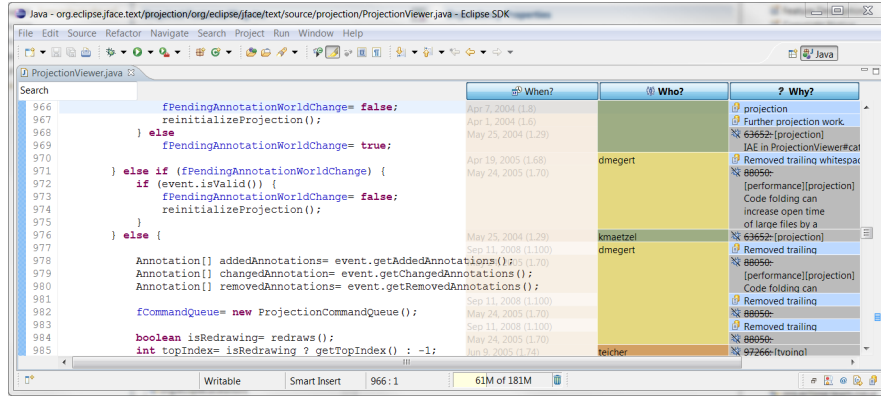 Java - org.eclipse.jface.text/projection/org/eclipse/jface/text/source/projection/ProjectionViewer.java - Eclipse SDK
File Edit Source Refactor Navigate Search Project Run Window Help
Java
ProjectionViewer.java
Search When? Who? ? Why?
966 fPendingAnnotationWorldChange= false; Apr 7, 2004 (1.8) projection
967 reinitializeProjection(); Apr 1, 2004 (1.6) Further projection work.
968 } else May 25, 2004 (1.29) 63652: [projection]
969 fPendingAnnotationWorldChange= true; IAE in ProjectionViewer#cat
970 Apr 19, 2005 (1.68) dmegert Removed trailing whitespac
971 } else if (fPendingAnnotationWorldChange) { May 24, 2005 (1.70) 88050:
972 if (event.isValid()) { [performance][projection]
973 fPendingAnnotationWorldChange= false; Code folding can
974 reinitializeProjection(); increase open time
975 } of large files by a
976 } else { May 25, 2004 (1.29) kmaetzel 63652: [projection]
977 Sep 11, 2008 (1.100) dmegert Removed trailing
978 Annotation[] addedAnnotations= event.getAddedAnnotations(); 2005 (1.70) 88050:
979 Annotation[] changedAnnotation= event.getChangedAnnotations(); [performance][projection]
980 Annotation[] removedAnnotations= event.getRemovedAnnotations(); Code folding can
981 Sep 11, 2008 (1.100) Removed trailing
982 fCommandQueue= new ProjectionCommandQueue(); May 24, 2005 (1.70) 88050:
983 Sep 11, 2008 (1.100) Removed trailing
984 boolean isRedrawing= redraws(); May 24, 2005 (1.70) 88050:
985 int topIndex= isRedrawing ? getTopIndex() : -1; Jun 9, 2005 (1.74) teicher 97266: [typing]
Writable Smart Insert 966 : 1 61M of 181M